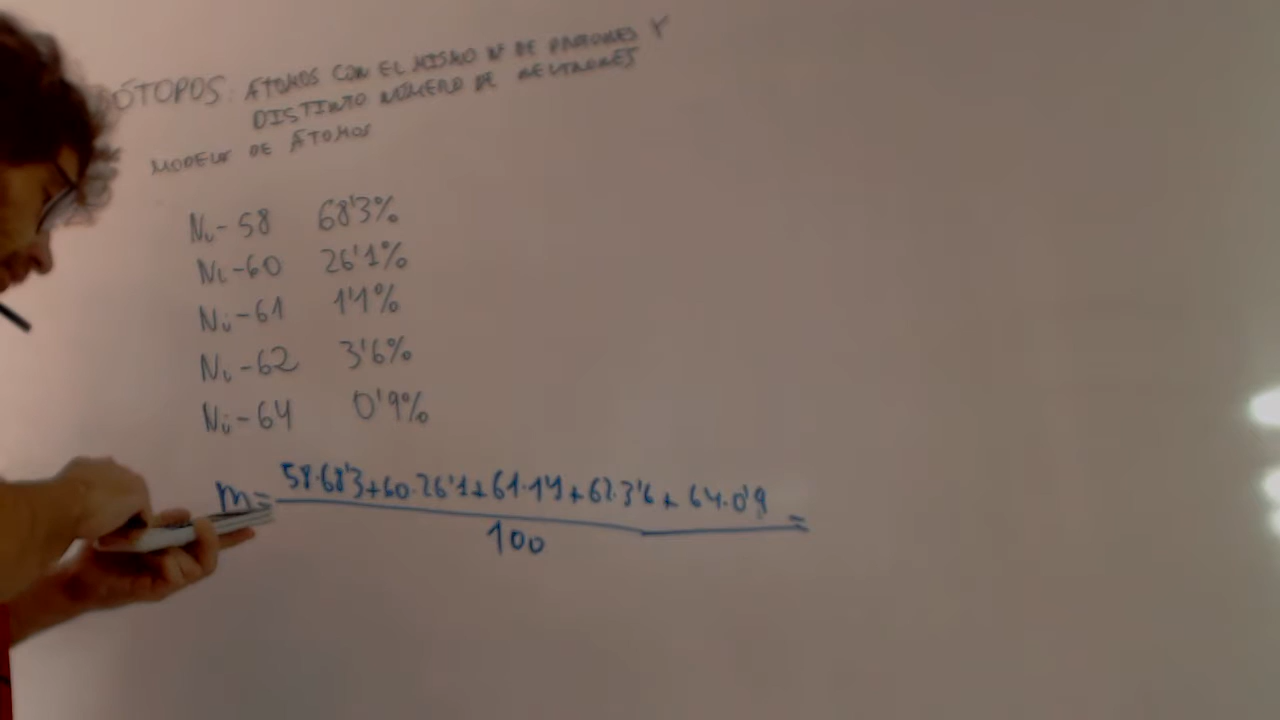 ÓTOPOS: ÁTOMOS CON EL MISMO Nº DE PROTONES Y
DISTINTO NÚMERO DE NEUTRONES
MODELO DE ÁTOMOS
Ni-58 68'3%
Ni-60 26'1%
Ni-61 1'1%
Ni-62 3'6%
Ni-64 0'9%
m= 58·68'3+60·26'1+61·1'1+62·3'6+64·0'9 =
100